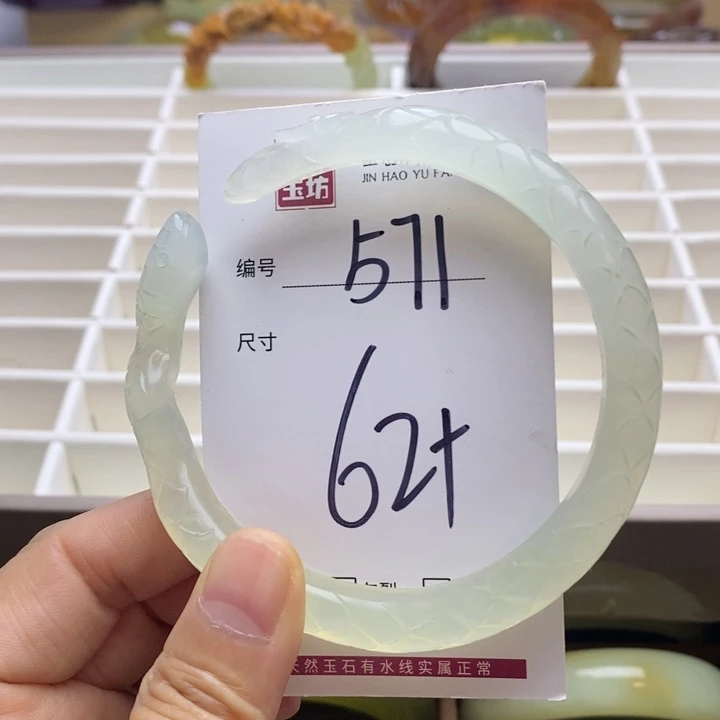 玉坊
JIN HAO YU FA
编号 571
尺寸
62+
天然玉石有水线实属正常